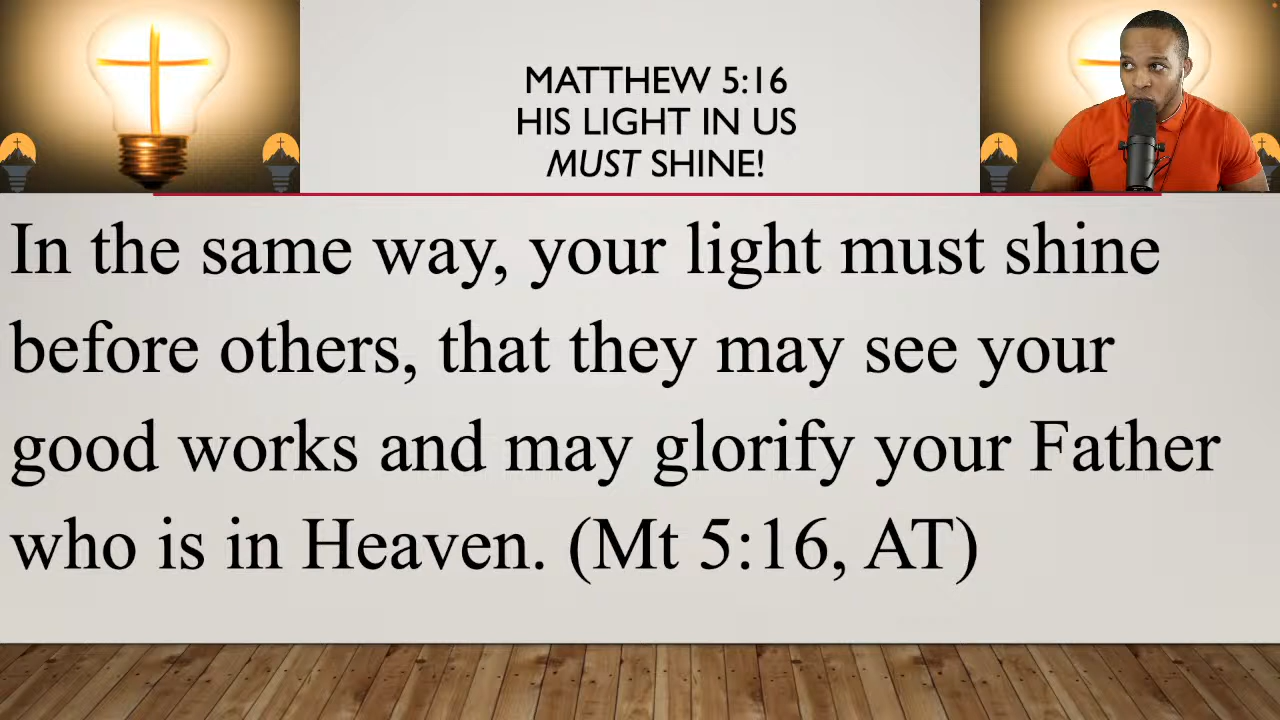 MATTHEW 5:16
HIS LIGHT IN US
MUST SHINE!
In the same way, your light must shine
before others, that they may see your
good works and may glorify your Father
who is in Heaven. (Mt 5:16, AT)